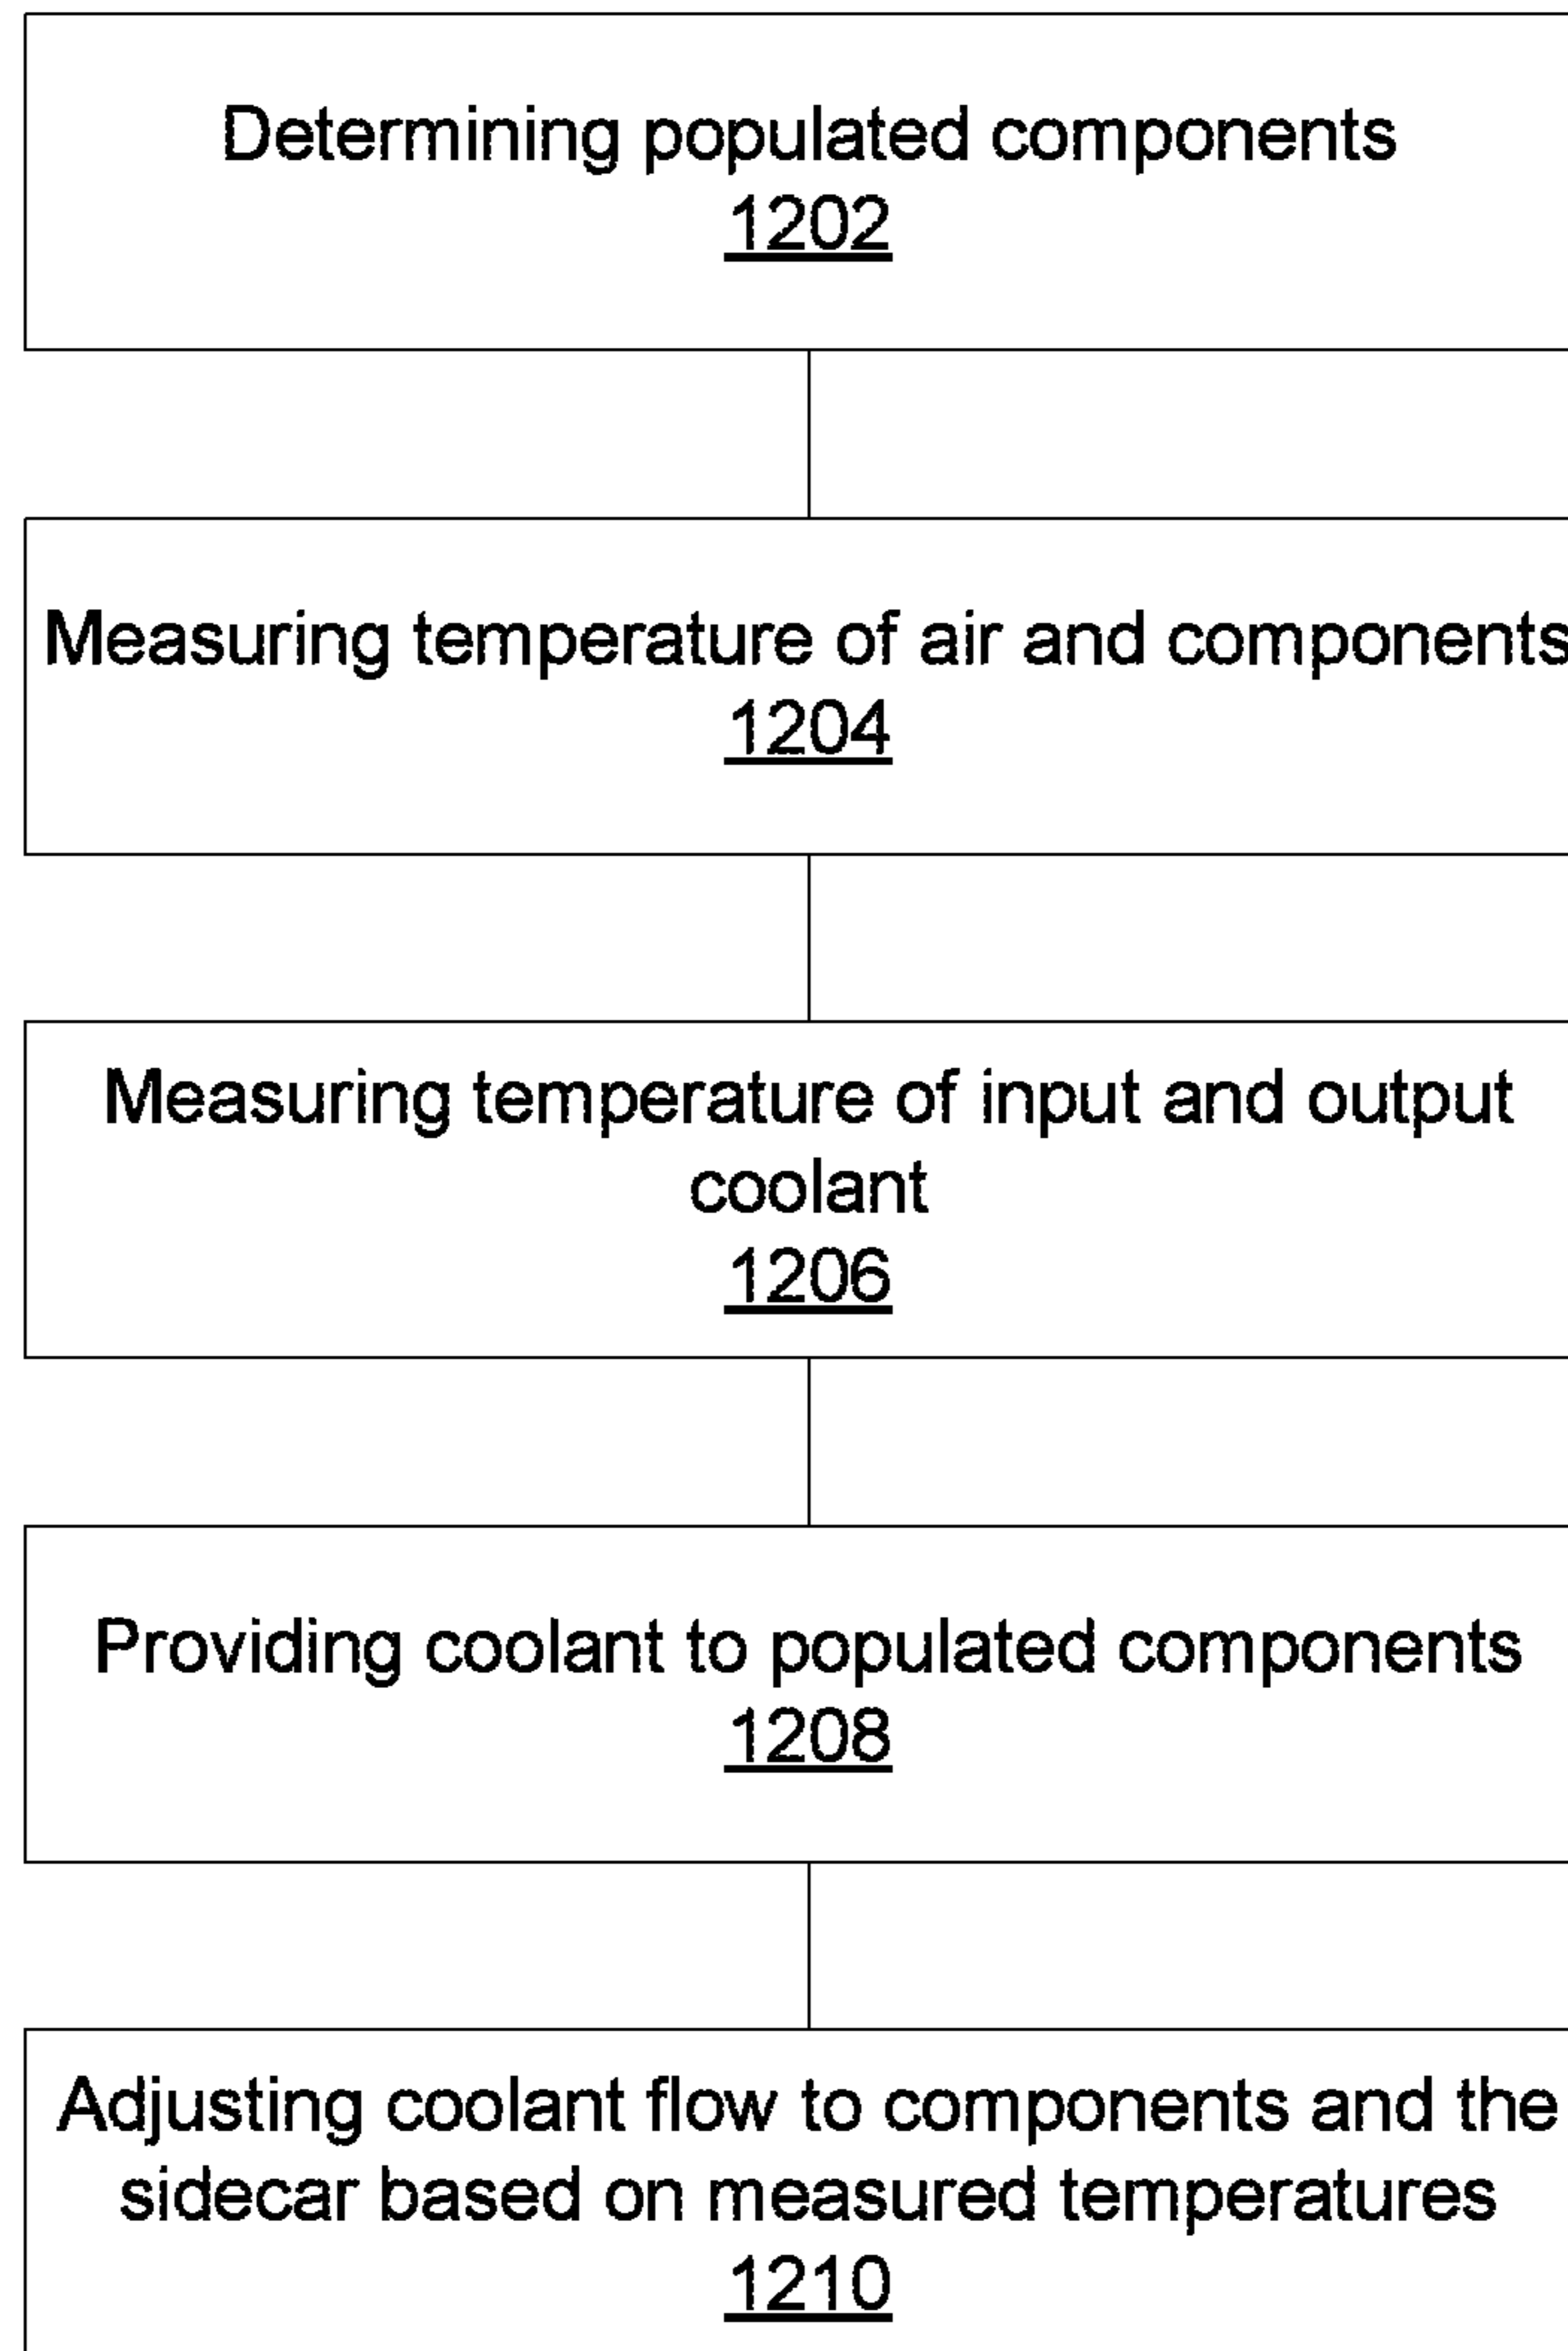 Determining populated components
1202
Measuring temperature of air and components
1204
Measuring temperature of input and output
coolant
1206
Providing coolant to populated components
1208
Adjusting coolant flow to components and the
sidecar based on measured temperatures
1210